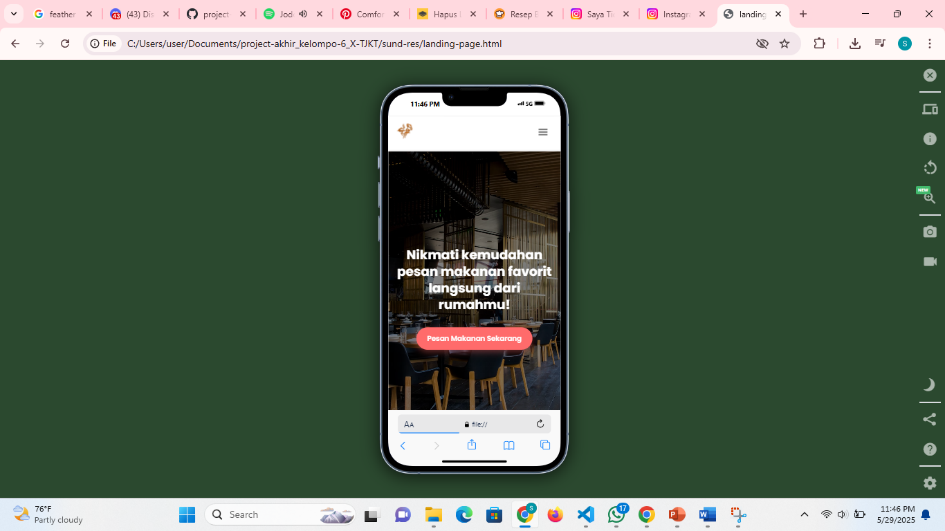 feather
(43) Dis
project
Jod
Comfor
Hapus
Resep B
Saya Ti
Instagr
landing
File
C:/Users/user/Documents/project-akhir_kelompo-6_X-TJKT/sund-res/landing-page.html
S
NEW
11:46 PM
5G
Nikmati kemudahan
pesan makanan favorit
langsung dari
rumahmu!
Pesan Makanan Sekarang
AA
file://
76°F
Partly cloudy
Search
17
11:46 PM
5/29/2025